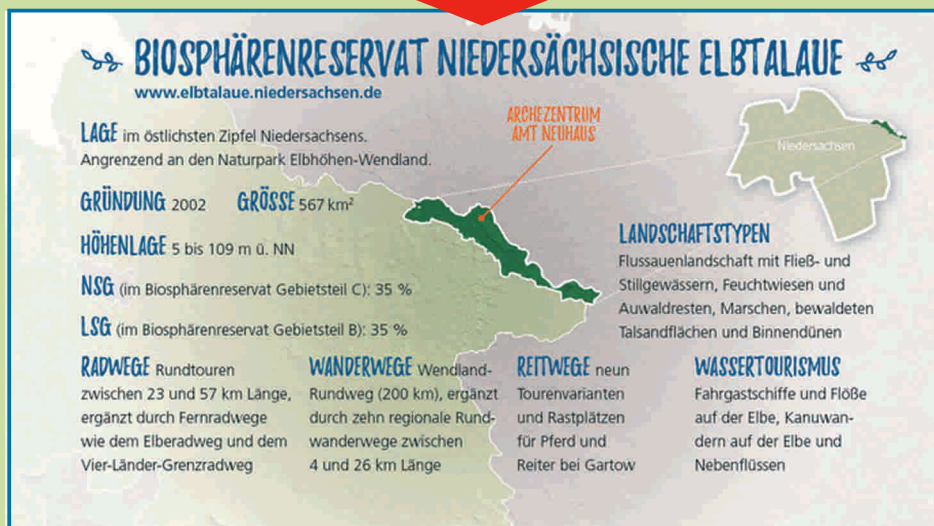 BIOSPHÄRENRESERVAT NIEDERSÄCHSISCHE ELBTALAUE
www.elbtalaue.niedersachsen.de
ARCHEZENTRUM
AMT NEUHAUS
Niedersachsen
LAGE im östlichsten Zipfel Niedersachsens.
Angrenzend an den Naturpark Elbhöhen-Wendland.
GRÜNDUNG 2002 GRÖSSE 567 km²
HÖHENLAGE 5 bis 109 m ü. NN
NSG (im Biosphärenreservat Gebietsteil C): 35 %
LSG (im Biosphärenreservat Gebietsteil B): 35 %
LANDSCHAFTSTYPEN
Flussauenlandschaft mit Fließ- und
Stillgewässern, Feuchtwiesen und
Auwaldresten, Marschen, bewaldeten
Talsandflächen und Binnendünen
RADWEGE Rundtouren
zwischen 23 und 57 km Länge,
ergänzt durch Fernradwege
wie dem Elberadweg und dem
Vier-Länder-Grenzradweg
WANDERWEGE Wendland-
Rundweg (200 km), ergänzt
durch zehn regionale Rund-
wanderwege zwischen
4 und 26 km Länge
REITWEGE neun
Tourenvarianten
und Rastplätzen
für Pferd und
Reiter bei Gartow
WASSERTOURISMUS
Fahrgastschiffe und Flöße
auf der Elbe, Kanuwan-
dern auf der Elbe und
Nebenflüssen